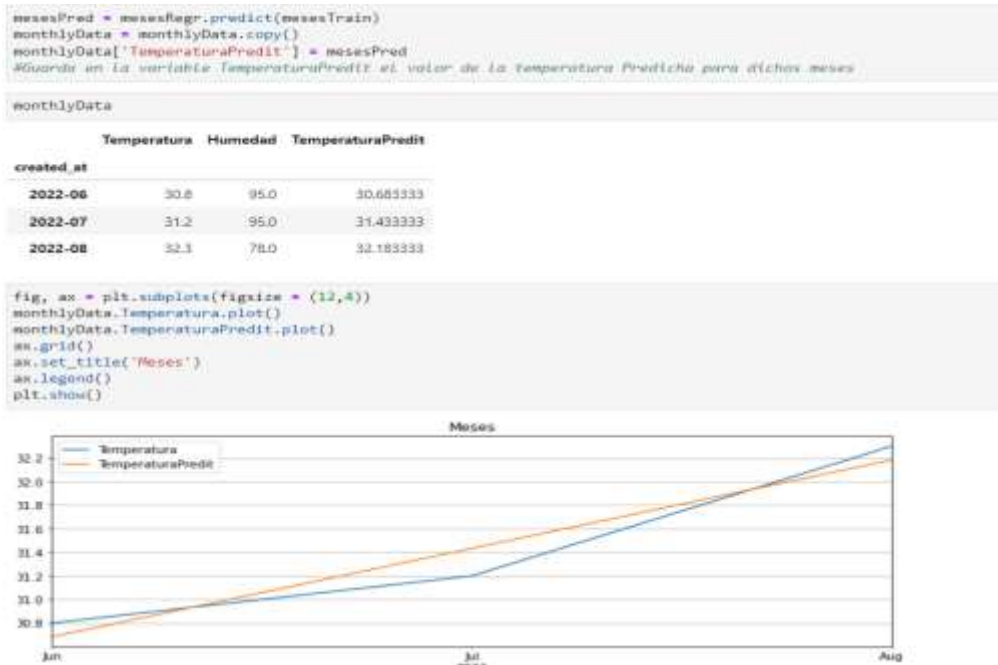 mesesPred = mesesRegr.predict(mesesTrain)
monthlyData = monthlyData.copy()
monthlyData['TemperaturaPredit'] = mesesPred
#Guarda en la variable TemperaturaPredit el valor de la temperatura Predicha para dichos meses
monthlyData
Temperatura Humedad TemperaturaPredit
created_at
2022-06 30.8 95.0 30.683333
2022-07 31.2 95.0 31.433333
2022-08 32.3 78.0 32.183333
fig, ax = plt.subplots(figsize = (12,4))
monthlyData.Temperatura.plot()
monthlyData.TemperaturaPredit.plot()
ax.grid()
ax.set_title('Meses')
ax.legend()
plt.show()
Meses
Temperatura
TemperaturaPredit
32.2
32.0
31.8
31.6
31.4
31.2
31.0
30.8
Jun Jul Aug